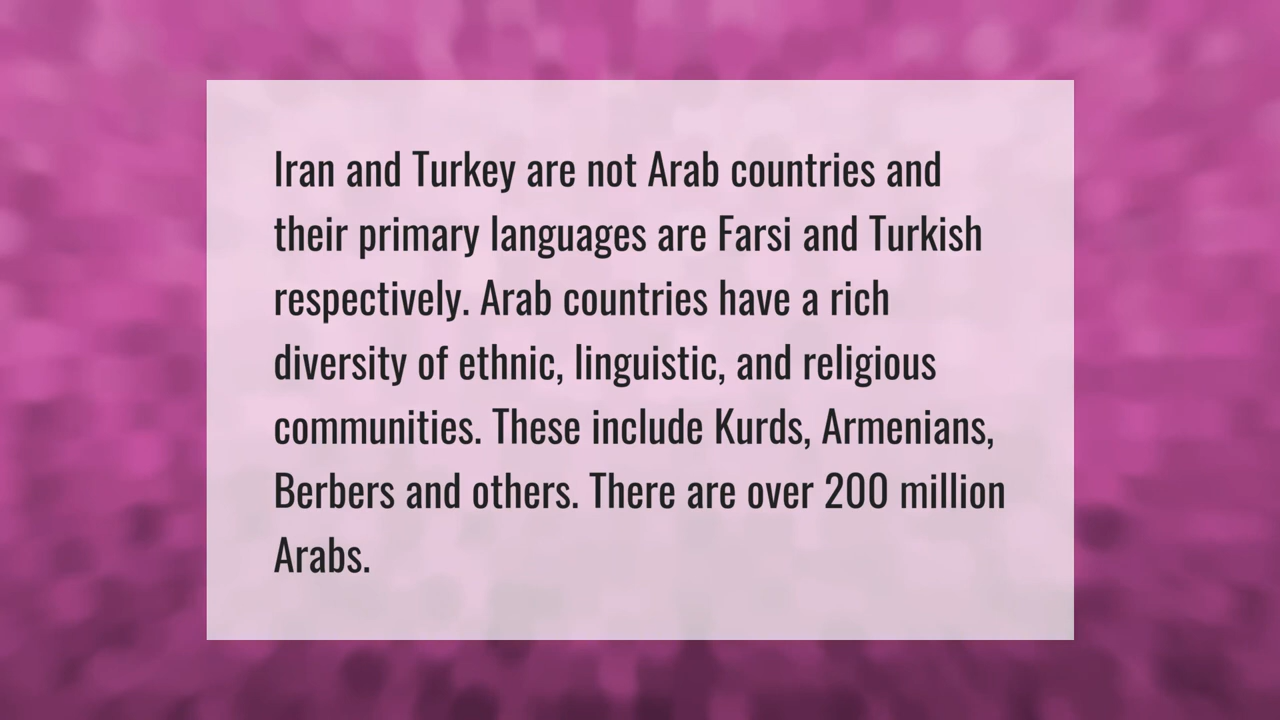 Iran and Turkey are not Arab countries and
their primary languages are Farsi and Turkish
respectively. Arab countries have a rich
diversity of ethnic, linguistic, and religious
communities. These include Kurds, Armenians,
Berbers and others. There are over 200 million
Arabs.